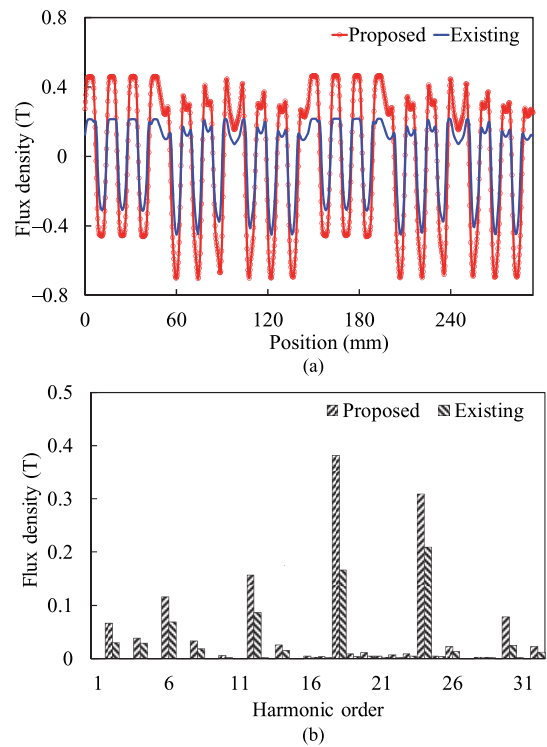 0.8
Proposed Existing
0.4
0
–0.4
–0.8
Flux density (T)
0 60 120 180 240
Position (mm)
(a)
0.5
Proposed Existing
0.4
0.3
0.2
0.1
0
Flux density (T)
1 6 11 16 21 26 31
Harmonic order
(b)